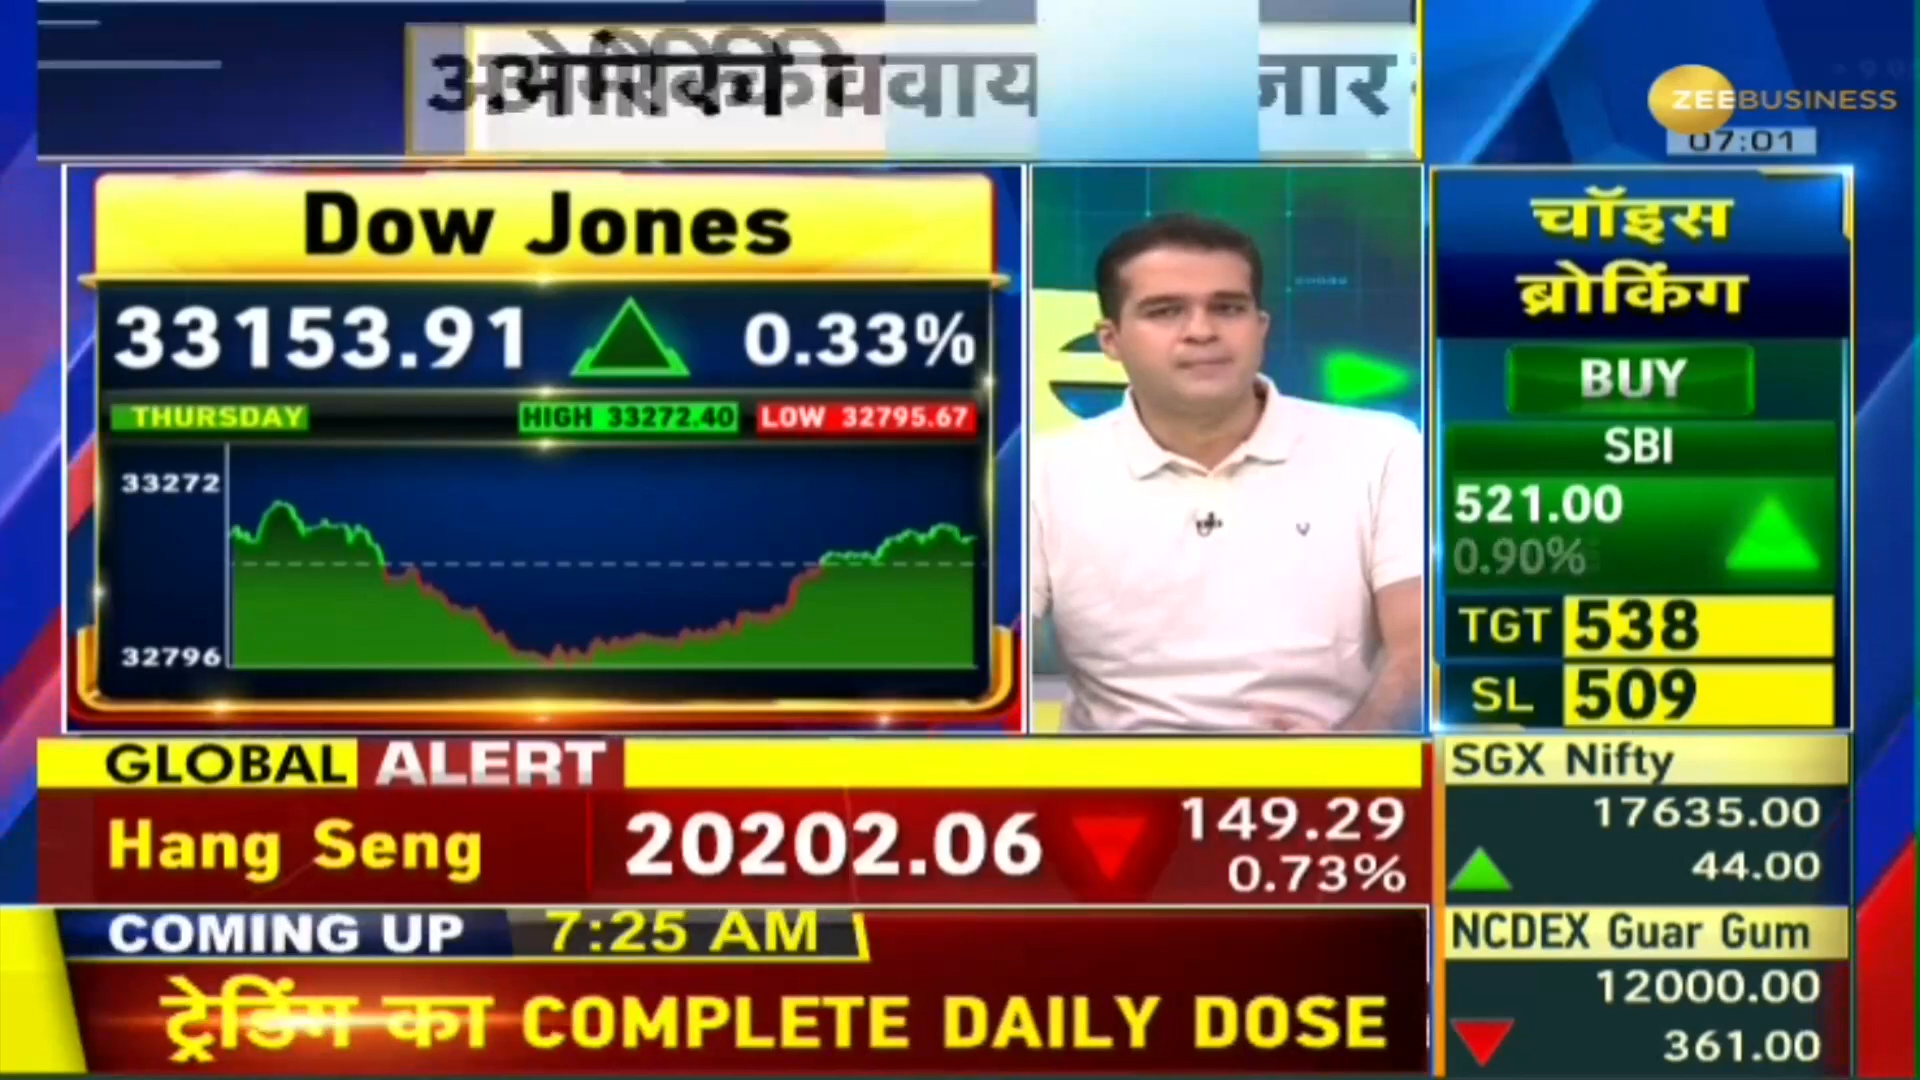 जार
ZEEBUSINESS
07:01
Dow Jones
33153.91 0.33%
THURSDAY HIGH 33272.40 LOW 32795.67
33272
32796
चॉइस
ब्रोकिंग
BUY
SBI
521.00
0.90%
TGT 538
SL 509
GLOBAL ALERT
Hang Seng 20202.06 149.29
0.73%
SGX Nifty
17635.00
44.00
NCDEX Guar Gum
12000.00
361.00
COMING UP 7:25 AM
ट्रेडिंग का COMPLETE DAILY DOSE